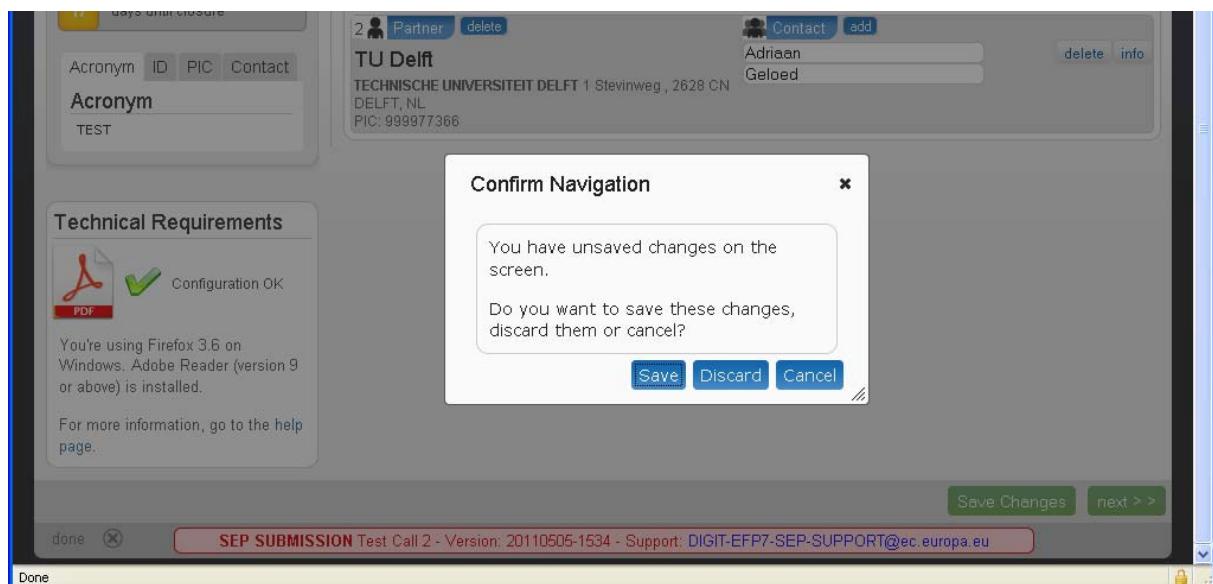 17 days until closure
Acronym ID PIC Contact
Acronym
TEST
2 Partner delete
TU Delft
TECHNISCHE UNIVERSITEIT DELFT 1 Stevinweg , 2628 CN
DELFT, NL
PIC: 999977366
Contact add
Adriaan
Geloed
delete info
Confirm Navigation
You have unsaved changes on the
screen.
Do you want to save these changes,
discard them or cancel?
Save Discard Cancel
Technical Requirements
PDF
Configuration OK
You're using Firefox 3.6 on
Windows. Adobe Reader (version 9
or above) is installed.
For more information, go to the help
page.
Save Changes next > >
done
SEP SUBMISSION Test Call 2 - Version: 20110505-1534 - Support: DIGIT-EFP7-SEP-SUPPORT@ec.europa.eu
Done